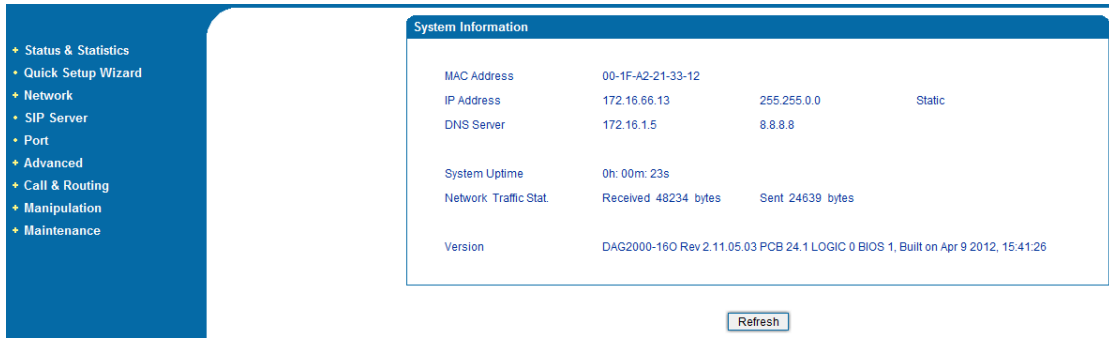 + Status & Statistics
• Quick Setup Wizard
+ Network
• SIP Server
• Port
+ Advanced
+ Call & Routing
+ Manipulation
+ Maintenance
System Information
MAC Address 00-1F-A2-21-33-12
IP Address 172.16.66.13 255.255.0.0 Static
DNS Server 172.16.1.5 8.8.8.8
System Uptime 0h: 00m: 23s
Network Traffic Stat. Received 48234 bytes Sent 24639 bytes
Version DAG2000-16O Rev 2.11.05.03 PCB 24.1 LOGIC 0 BIOS 1, Built on Apr 9 2012, 15:41:26
Refresh